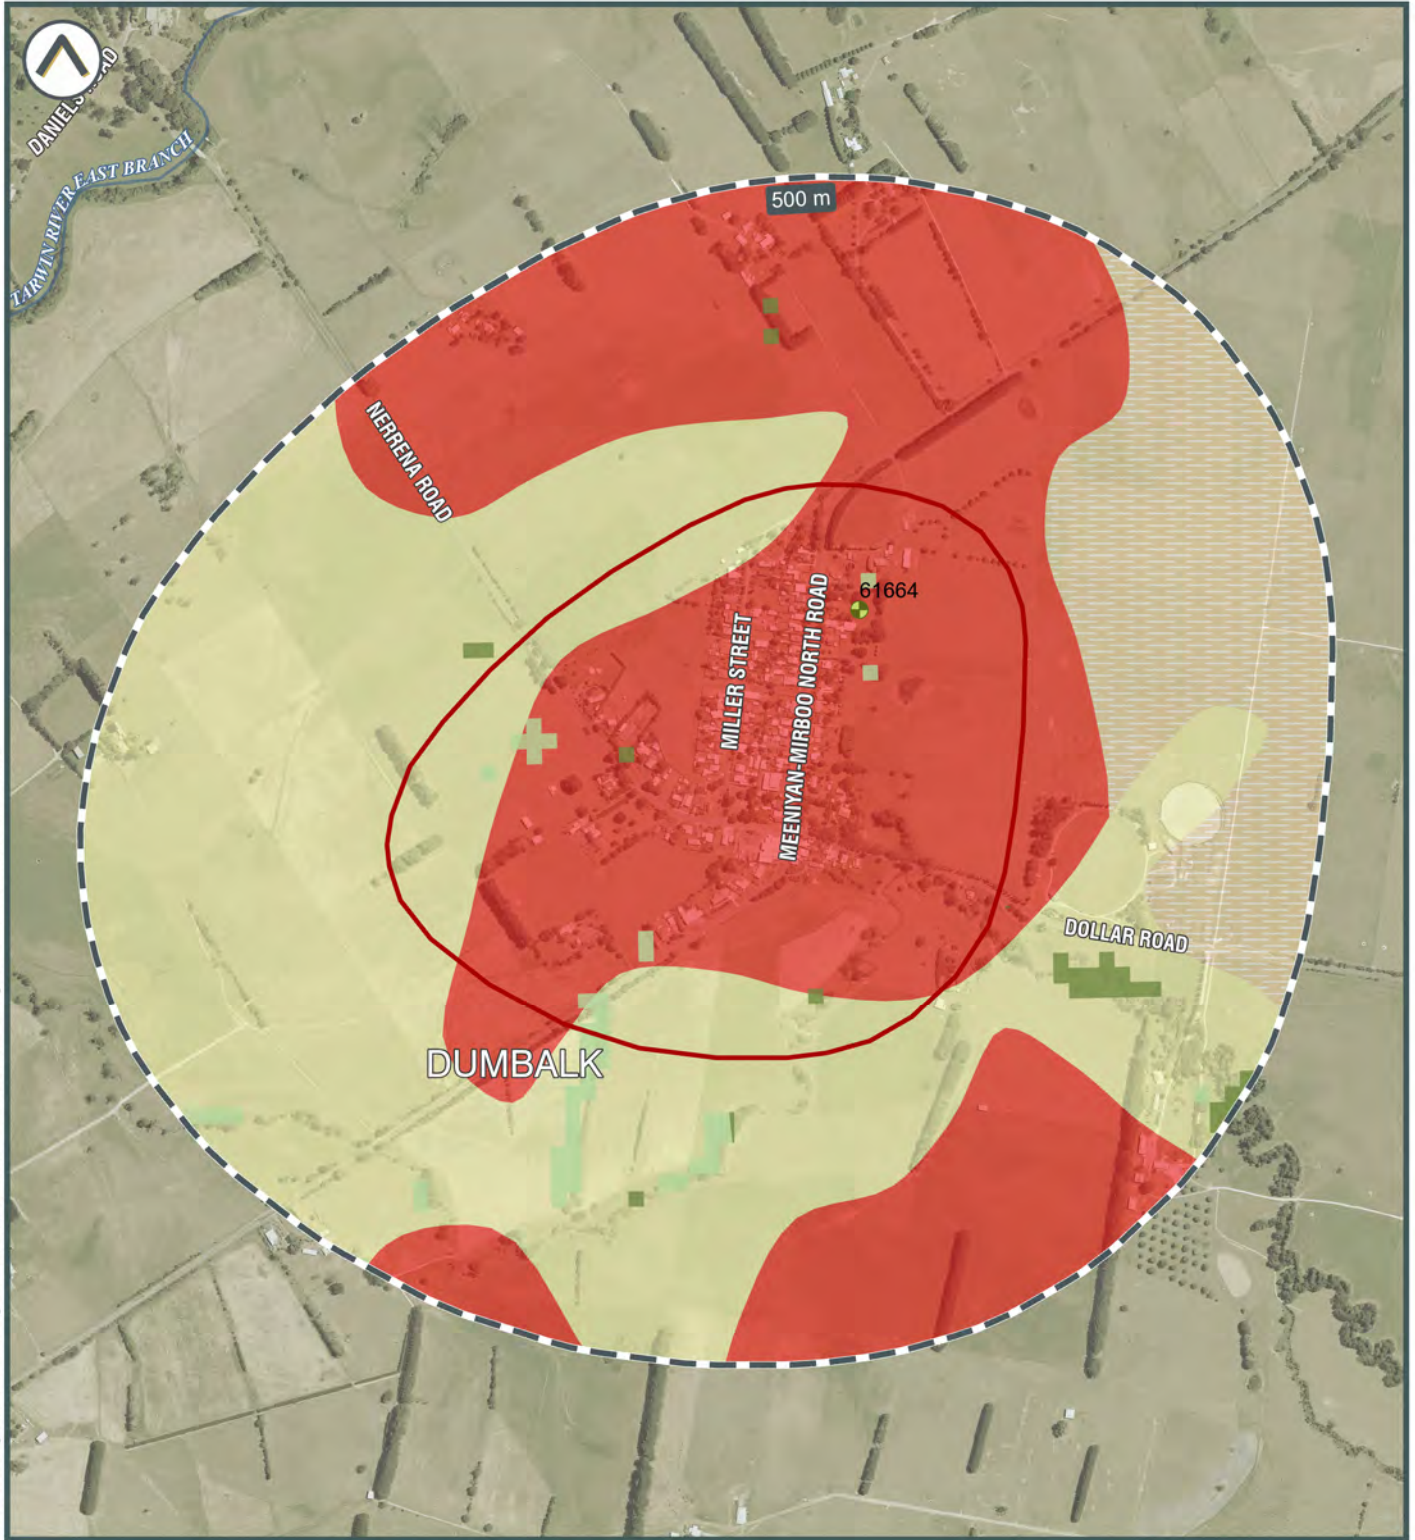 DANIELS ROAD
TARWIN RIVER EAST BRANCH
500 m
NERRENA ROAD
61664
MILLER STREET
MEENIYAN-MIRBOO NORTH ROAD
DOLLAR ROAD
DUMBALK